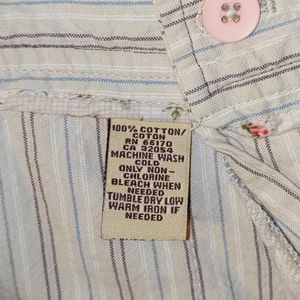 100% COTTON/
COTON
RN 66170
CA 32054
MACHINE WASH
COLD
ONLY NON-
CHLORINE
BLEACH WHEN
NEEDED
TUMBLE DRY LOW
WARM IRON IF
NEEDED